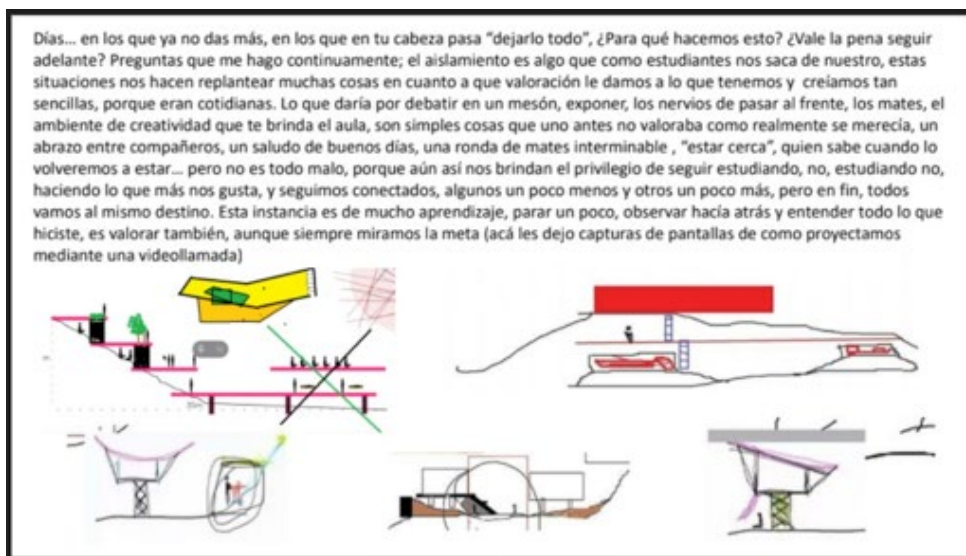 Días... en los que ya no das más, en los que en tu cabeza pasa “dejarlo todo”, ¿Para qué hacemos esto? ¿Vale la pena seguir
adelante? Preguntas que me hago continuamente; el aislamiento es algo que como estudiantes nos saca de nuestro, estas
situaciones nos hacen replantear muchas cosas en cuanto a que valoración le damos a lo que tenemos y creíamos tan
sencillas, porque eran cotidianas. Lo que daría por debatir en un mesón, exponer, los nervios de pasar al frente, los mates, el
ambiente de creatividad que te brinda el aula, son simples cosas que uno antes no valoraba como realmente se merecía, un
abrazo entre compañeros, un saludo de buenos días, una ronda de mates interminable , “estar cerca”, quien sabe cuando lo
volveremos a estar... pero no es todo malo, porque aún así nos brindan el privilegio de seguir estudiando, no, estudiando no,
haciendo lo que más nos gusta, y seguimos conectados, algunos un poco menos y otros un poco más, pero en fin, todos
vamos al mismo destino. Esta instancia es de mucho aprendizaje, parar un poco, observar hacía atrás y entender todo lo que
hiciste, es valorar también, aunque siempre miramos la meta (acá les dejo capturas de pantallas de como proyectamos
mediante una videollamada)